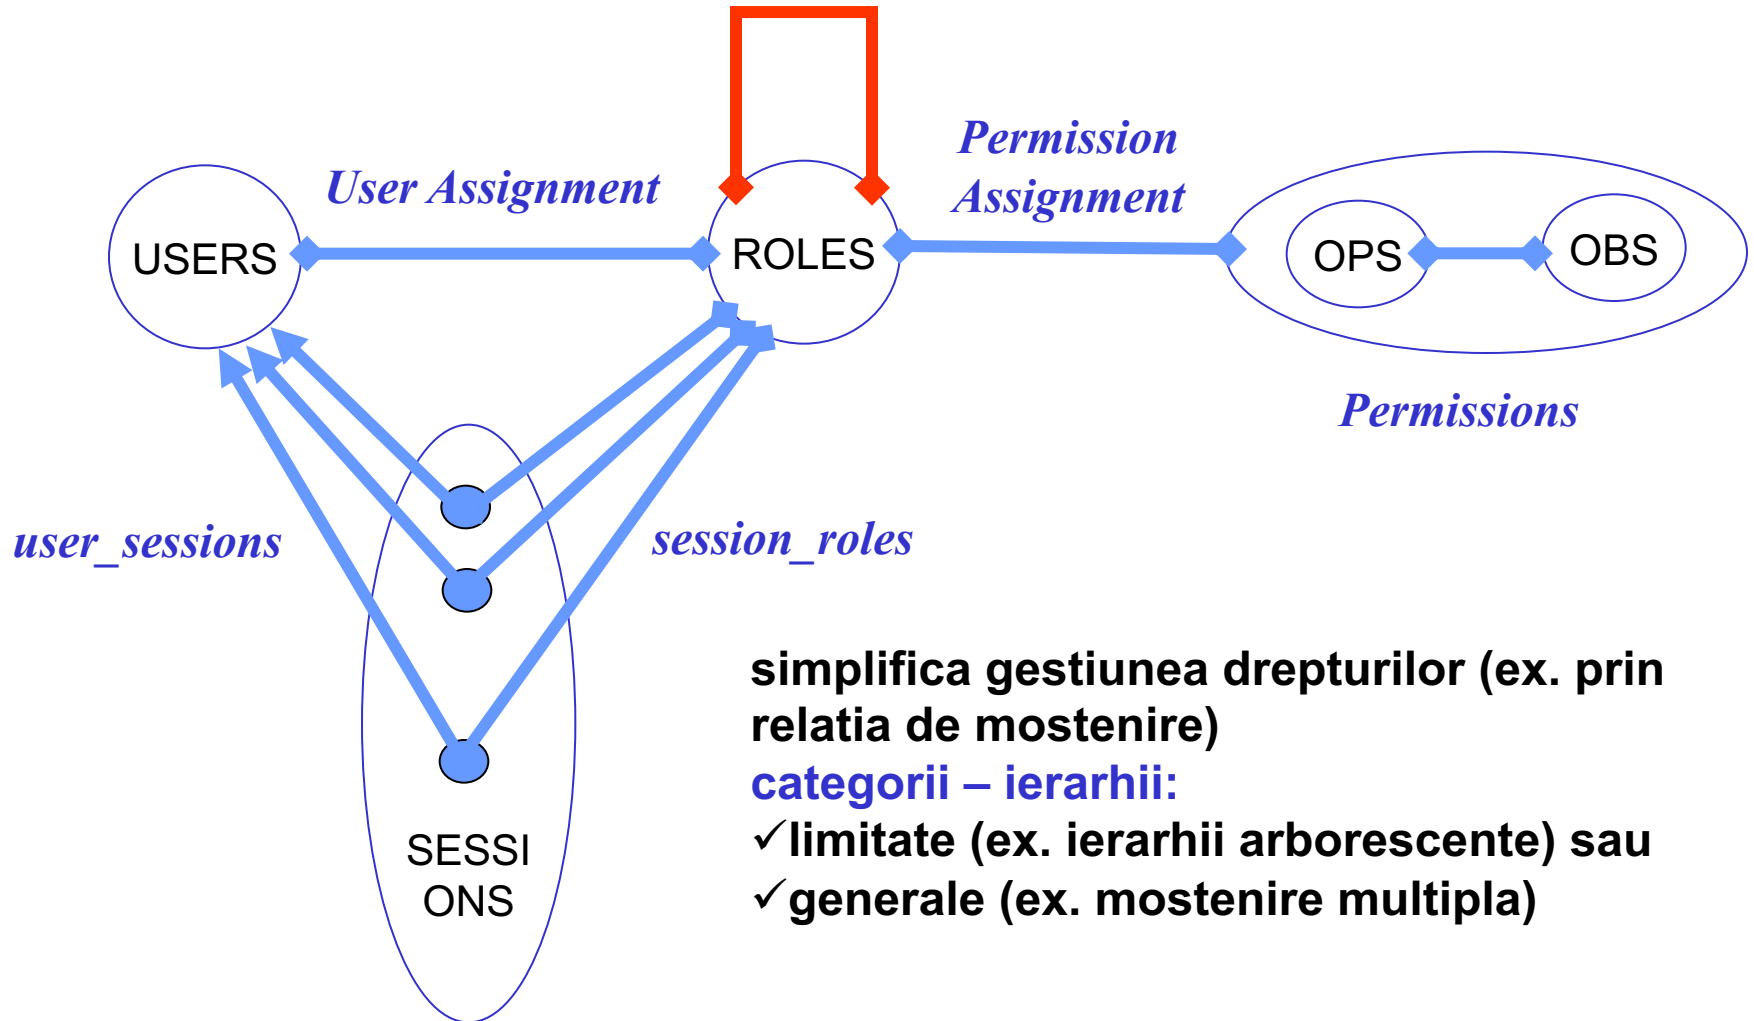 Permission
Assignment
User Assignment
USERS
ROLES
OPS
OBS
Permissions
user_sessions
session_roles
SESSI
ONS
simplifica gestiunea drepturilor (ex. prin
relatia de mostenire)
categorii – ierarhii:
✓limitate (ex. ierarhii arborescente) sau
✓generale (ex. mostenire multipla)